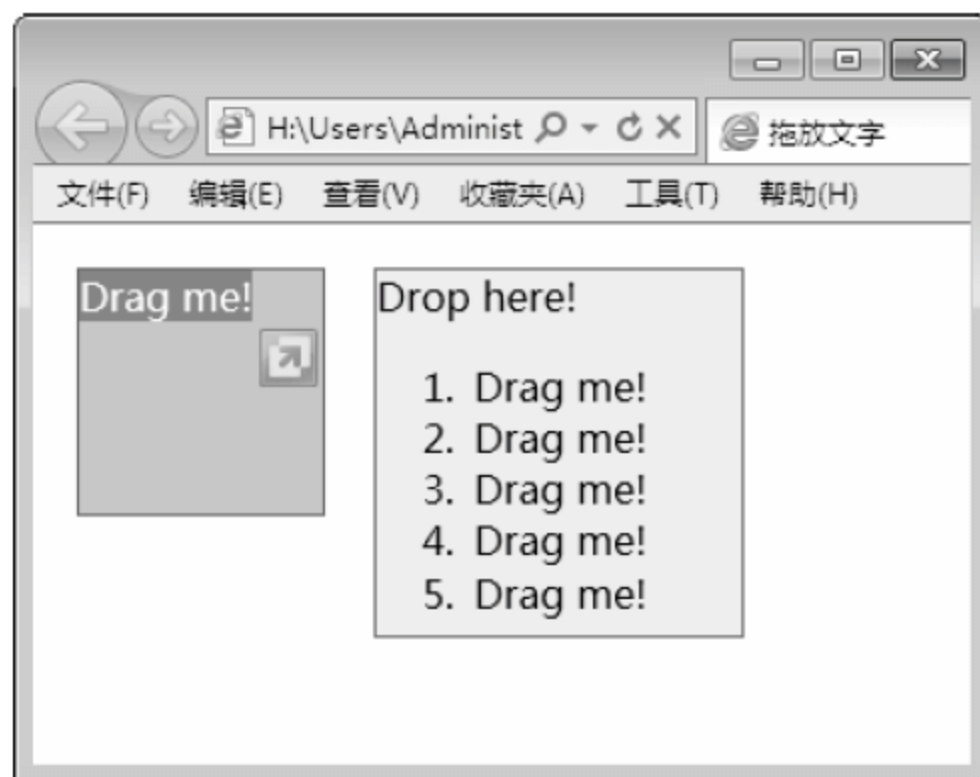 H:\Users\Administ
拖放文字
文件(F) 编辑(E) 查看(V) 收藏夹(A) 工具(T) 帮助(H)
Drag me!
Drop here!
1. Drag me!
2. Drag me!
3. Drag me!
4. Drag me!
5. Drag me!